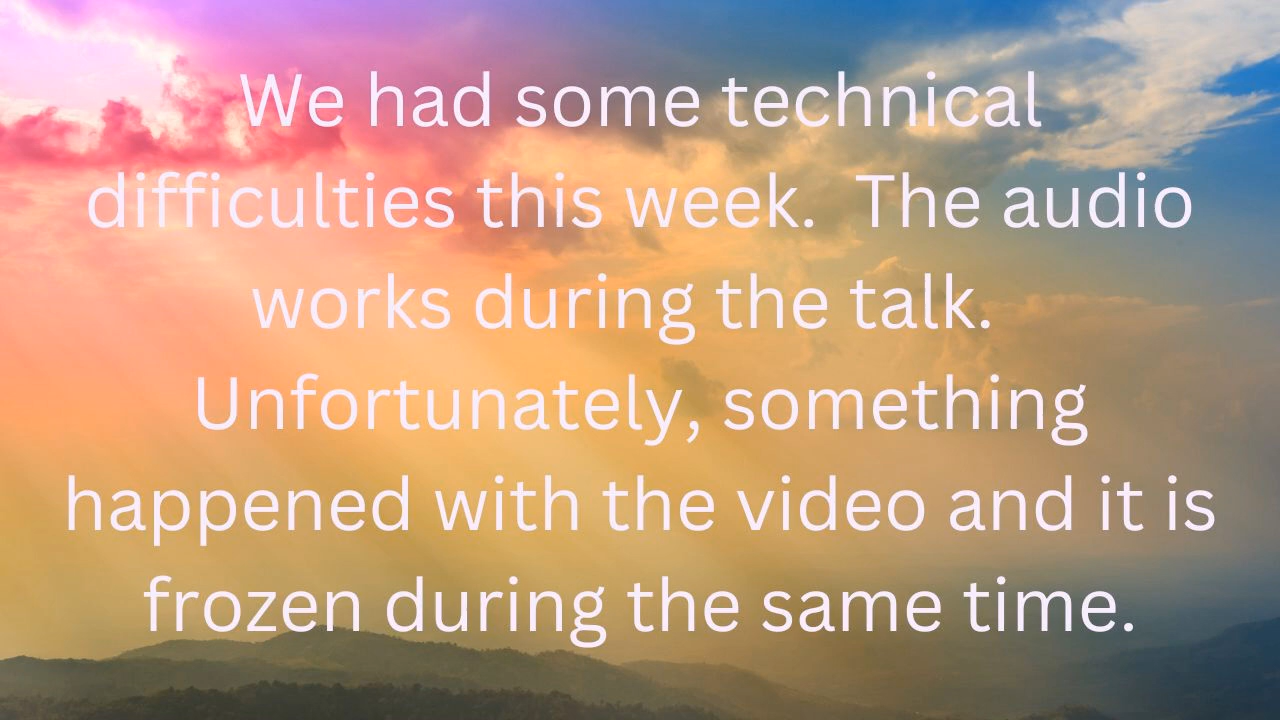 We had some technical
difficulties this week.  The audio
works during the talk.
Unfortunately, something
happened with the video and it is
frozen during the same time.